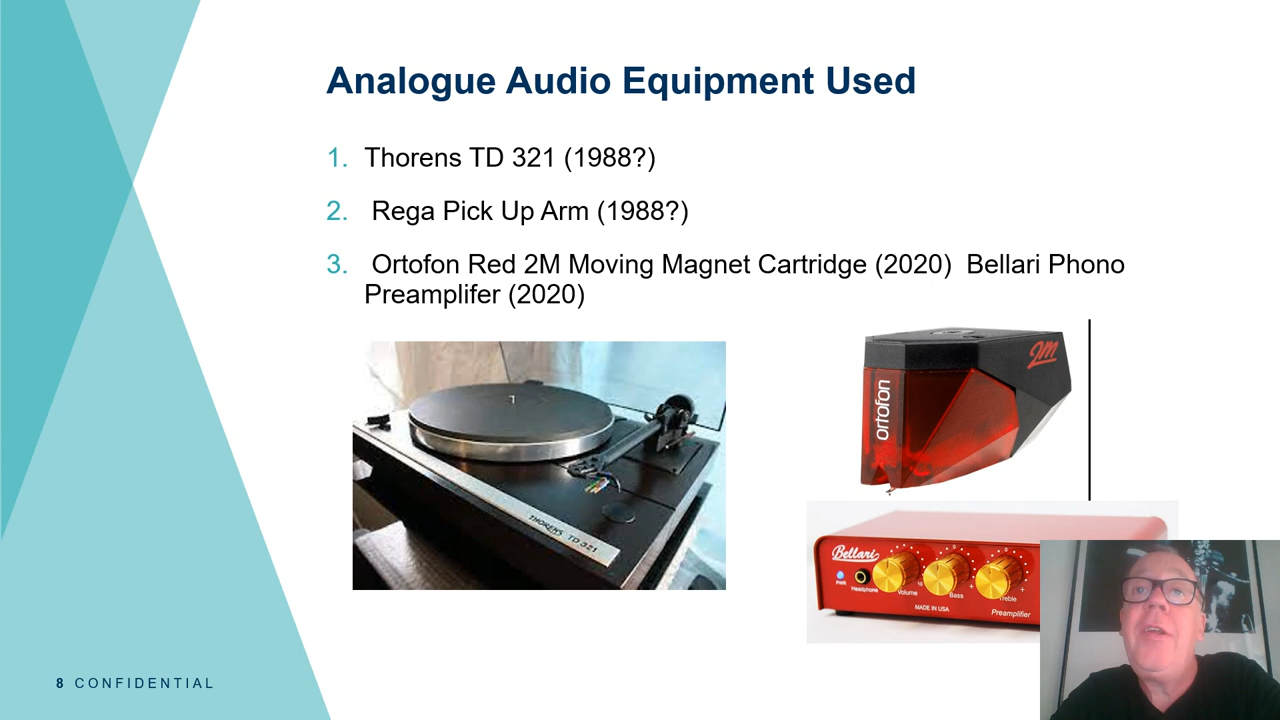 Analogue Audio Equipment Used
1. Thorens TD 321 (1988?)
2. Rega Pick Up Arm (1988?)
3. Ortofon Red 2M Moving Magnet Cartridge (2020) Bellari Phono
Preamplifer (2020)
THORENS TD 321
2M
ortofon
Bellari
PWR
Headphone
Volume
Bass
Treble
MADE IN USA
Preamplifier
8 CONFIDENTIAL